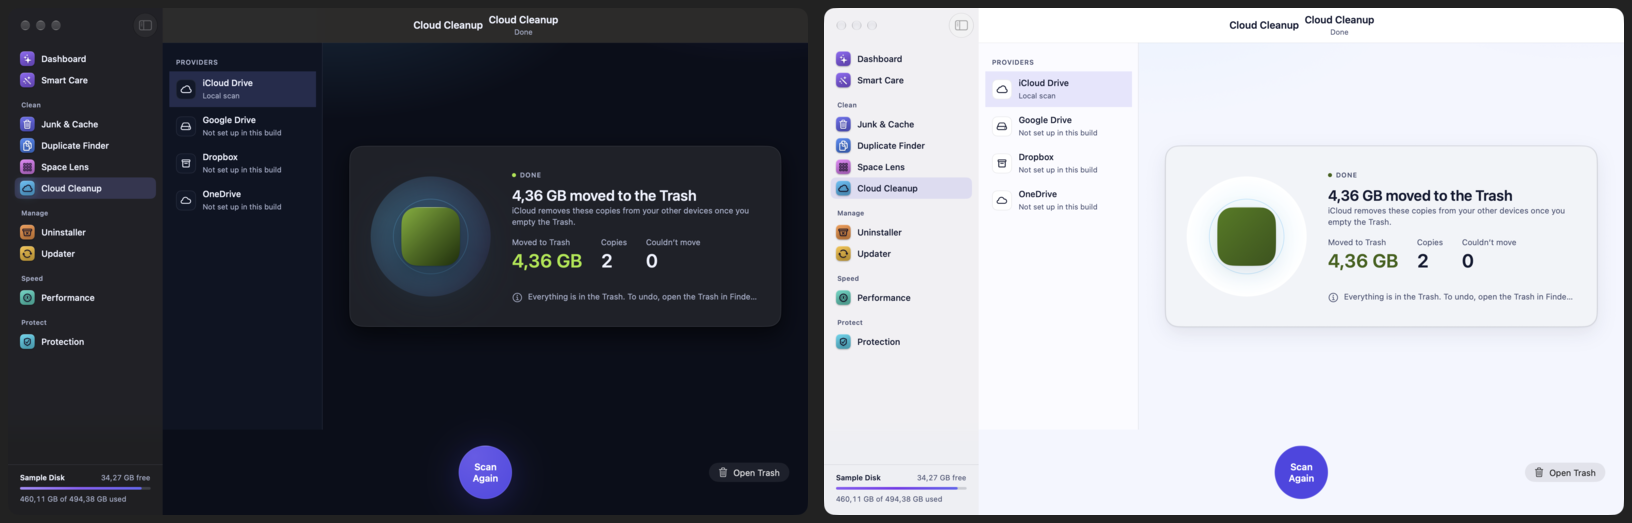 Cloud Cleanup
Cloud Cleanup
Done
Dashboard
Smart Care
Clean
Junk & Cache
Duplicate Finder
Space Lens
Cloud Cleanup
Manage
Uninstaller
Updater
Speed
Performance
Protect
Protection
Sample Disk 34,27 GB free
460,11 GB of 494,38 GB used
PROVIDERS
iCloud Drive
Local scan
Google Drive
Not set up in this build
Dropbox
Not set up in this build
OneDrive
Not set up in this build
DONE
4,36 GB moved to the Trash
iCloud removes these copies from your other devices once you
empty the Trash.
Moved to Trash Copies Couldn't move
4,36 GB 2 0
Everything is in the Trash. To undo, open the Trash in Finde...
Scan
Again
Open Trash
Cloud Cleanup
Cloud Cleanup
Done
Dashboard
Smart Care
Clean
Junk & Cache
Duplicate Finder
Space Lens
Cloud Cleanup
Manage
Uninstaller
Updater
Speed
Performance
Protect
Protection
Sample Disk 34,27 GB free
460,11 GB of 494,38 GB used
PROVIDERS
iCloud Drive
Local scan
Google Drive
Not set up in this build
Dropbox
Not set up in this build
OneDrive
Not set up in this build
DONE
4,36 GB moved to the Trash
iCloud removes these copies from your other devices once you
empty the Trash.
Moved to Trash Copies Couldn't move
4,36 GB 2 0
Everything is in the Trash. To undo, open the Trash in Finde...
Scan
Again
Open Trash